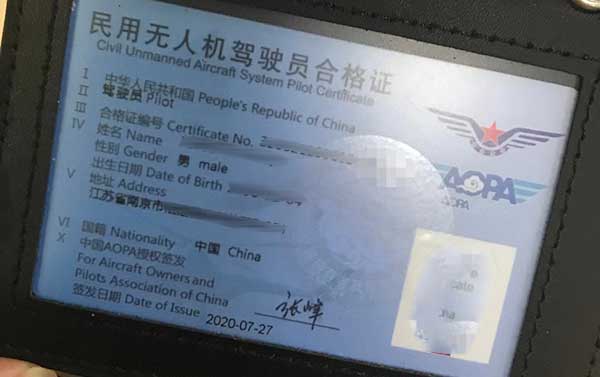 民用无人机驾驶员合格证
Civil Unmanned Aircraft System Pilot Certificate
I 中华人民共和国 People's Republic of China
II 驾驶员 Pilot
III 合格证编号 Certificate No.
IV 姓名 Name
性别 Gender 男 male
出生日期 Date of Birth
V 地址 Address
江苏省南京市
VI 国籍 Nationality 中国 China
X 中国AOPA授权签发
For Aircraft Owners and
Pilots Association of China
签发日期 Date of Issue
张峰
2020-07-27
AOPA
AOPA